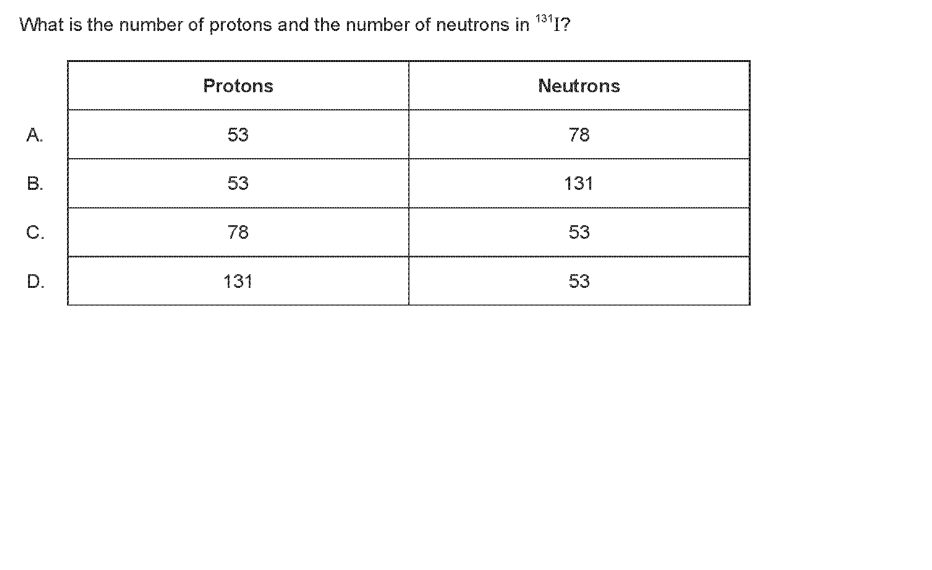 What is the number of protons and the number of neutrons in ¹³¹I?
Protons Neutrons
A. 53 78
B. 53 131
C. 78 53
D. 131 53